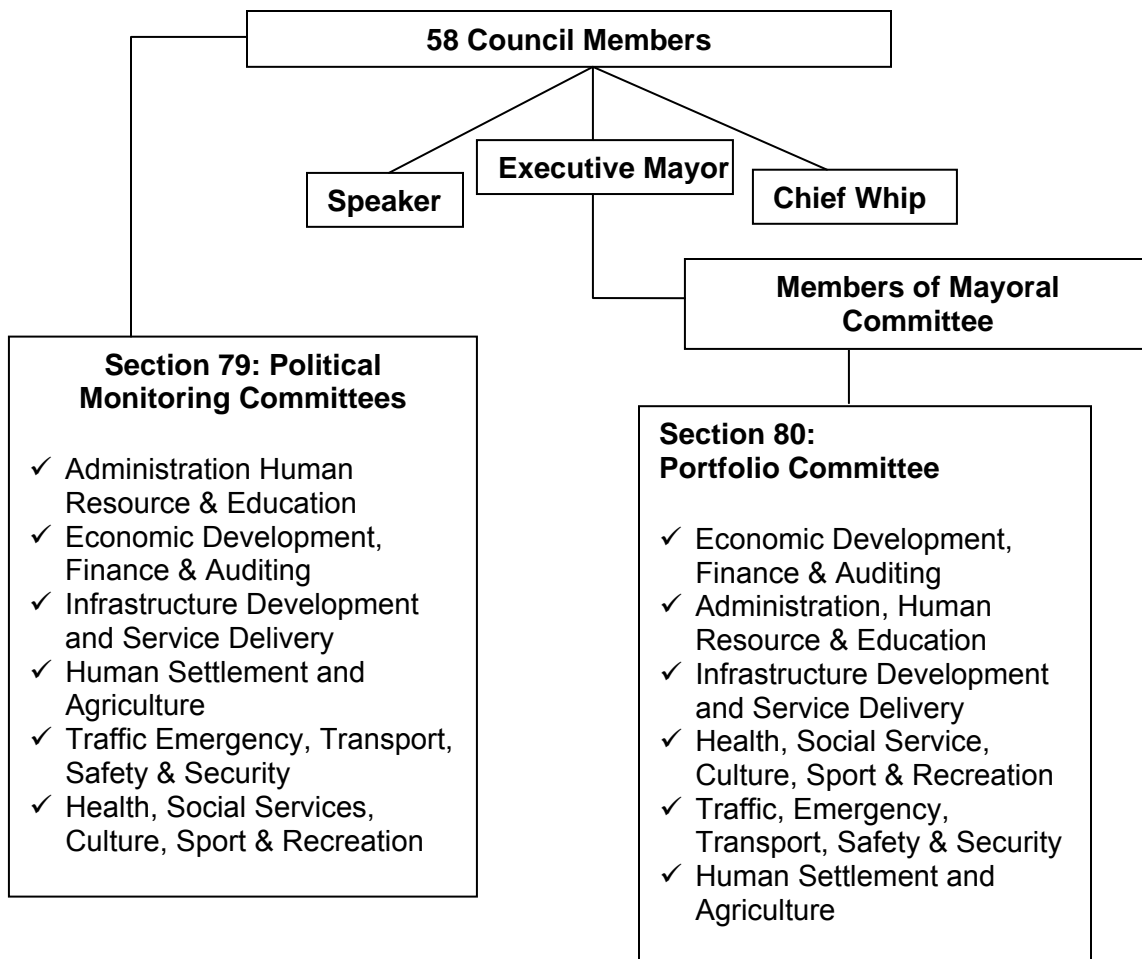 58 Council Members
Speaker
Executive Mayor
Chief Whip
Members of Mayoral
Committee
Section 79: Political
Monitoring Committees
✓ Administration Human
Resource & Education
✓ Economic Development,
Finance & Auditing
✓ Infrastructure Development
and Service Delivery
✓ Human Settlement and
Agriculture
✓ Traffic Emergency, Transport,
Safety & Security
✓ Health, Social Services,
Culture, Sport & Recreation
Section 80:
Portfolio Committee
✓ Economic Development,
Finance & Auditing
✓ Administration, Human
Resource & Education
✓ Infrastructure Development
and Service Delivery
✓ Health, Social Service,
Culture, Sport & Recreation
✓ Traffic, Emergency,
Transport, Safety & Security
✓ Human Settlement and
Agriculture